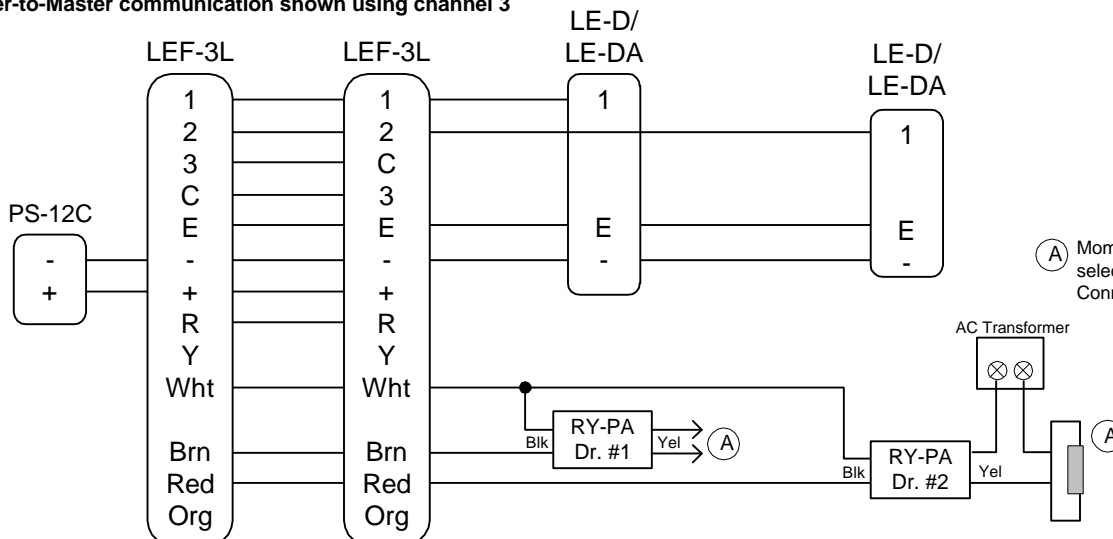 er-to-Master communication shown using channel 3
LEF-3L
LEF-3L
LE-D/
LE-DA
LE-D/
LE-DA
PS-12C
-
+
1
2
3
C
E
-
+
R
Y
Wht
Brn
Red
Org
1
2
C
3
E
-
+
R
Y
Wht
Brn
Red
Org
1
E
-
1
E
-
A
Mom
selec
Conn
AC Transformer
Blk
RY-PA
Dr. #1
Yel
A
Blk
RY-PA
Dr. #2
Yel
A